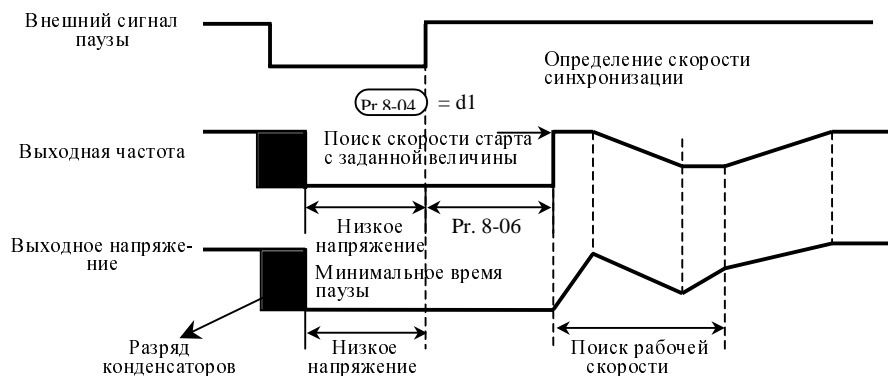 Внешний сигнал
паузы
Определение скорости
синхронизации
Pr 8-04 = d1
Выходная частота
Поиск скорости старта
с заданной величины
Низкое
напряжение
Pr. 8-06
Выходное напряже-
ние
Минимальное время
паузы
Разряд
конденсаторов
Низкое
напряжение
Поиск рабочей
скорости